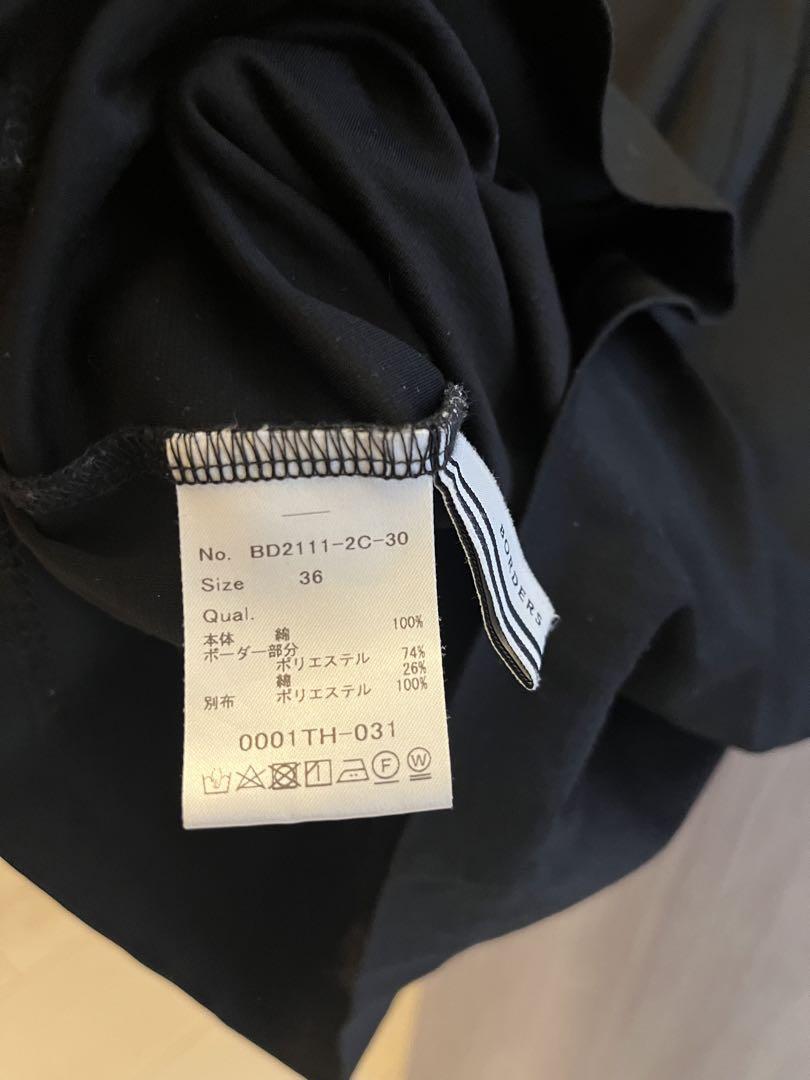 No. BD2111-2C-30
Size 36
Qual.
本体 綿 100%
ボーダー部分
ポリエステル 74%
綿 26%
別布 ポリエステル 100%
0001TH-031
F W
BORDERS